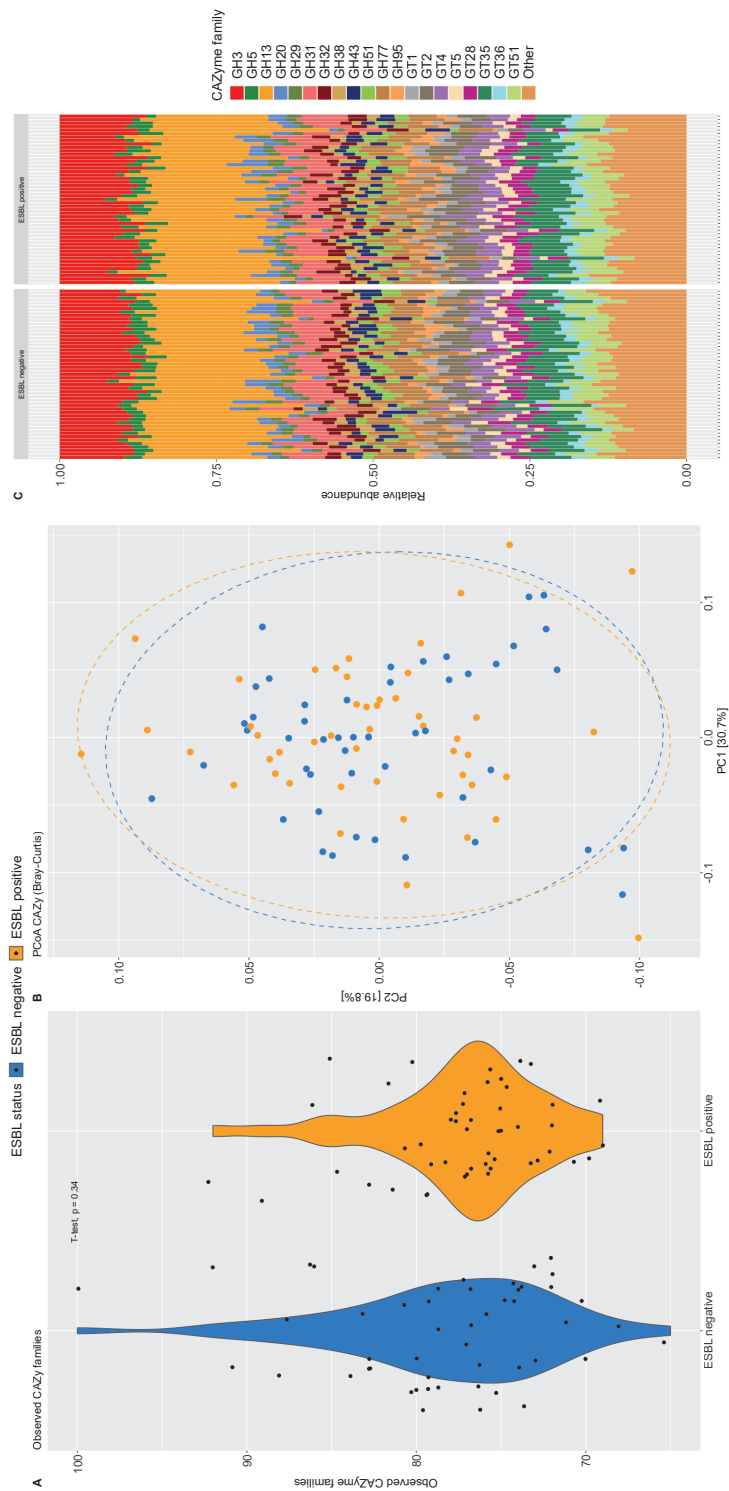 ESBL status ESBL negative ESBL positive
A
Observed CAZy families
T-test, p = 0.34
Observed CAZyme families
100
90
80
70
ESBL negative
ESBL positive
B
PCoA CAZy (Bray-Curtis)
PC2 [19.8%]
0.10
0.05
0.00
-0.05
-0.10
-0.1
0.0
0.1
PC1 [30.7%]
C
ESBL negative
ESBL positive
Relative abundance
1.00
0.75
0.50
0.25
0.00
CAZyme family
GH3
GH5
GH13
GH20
GH29
GH31
GH32
GH38
GH43
GH51
GH77
GH95
GT1
GT2
GT4
GT5
GT28
GT35
GT36
GT51
Other